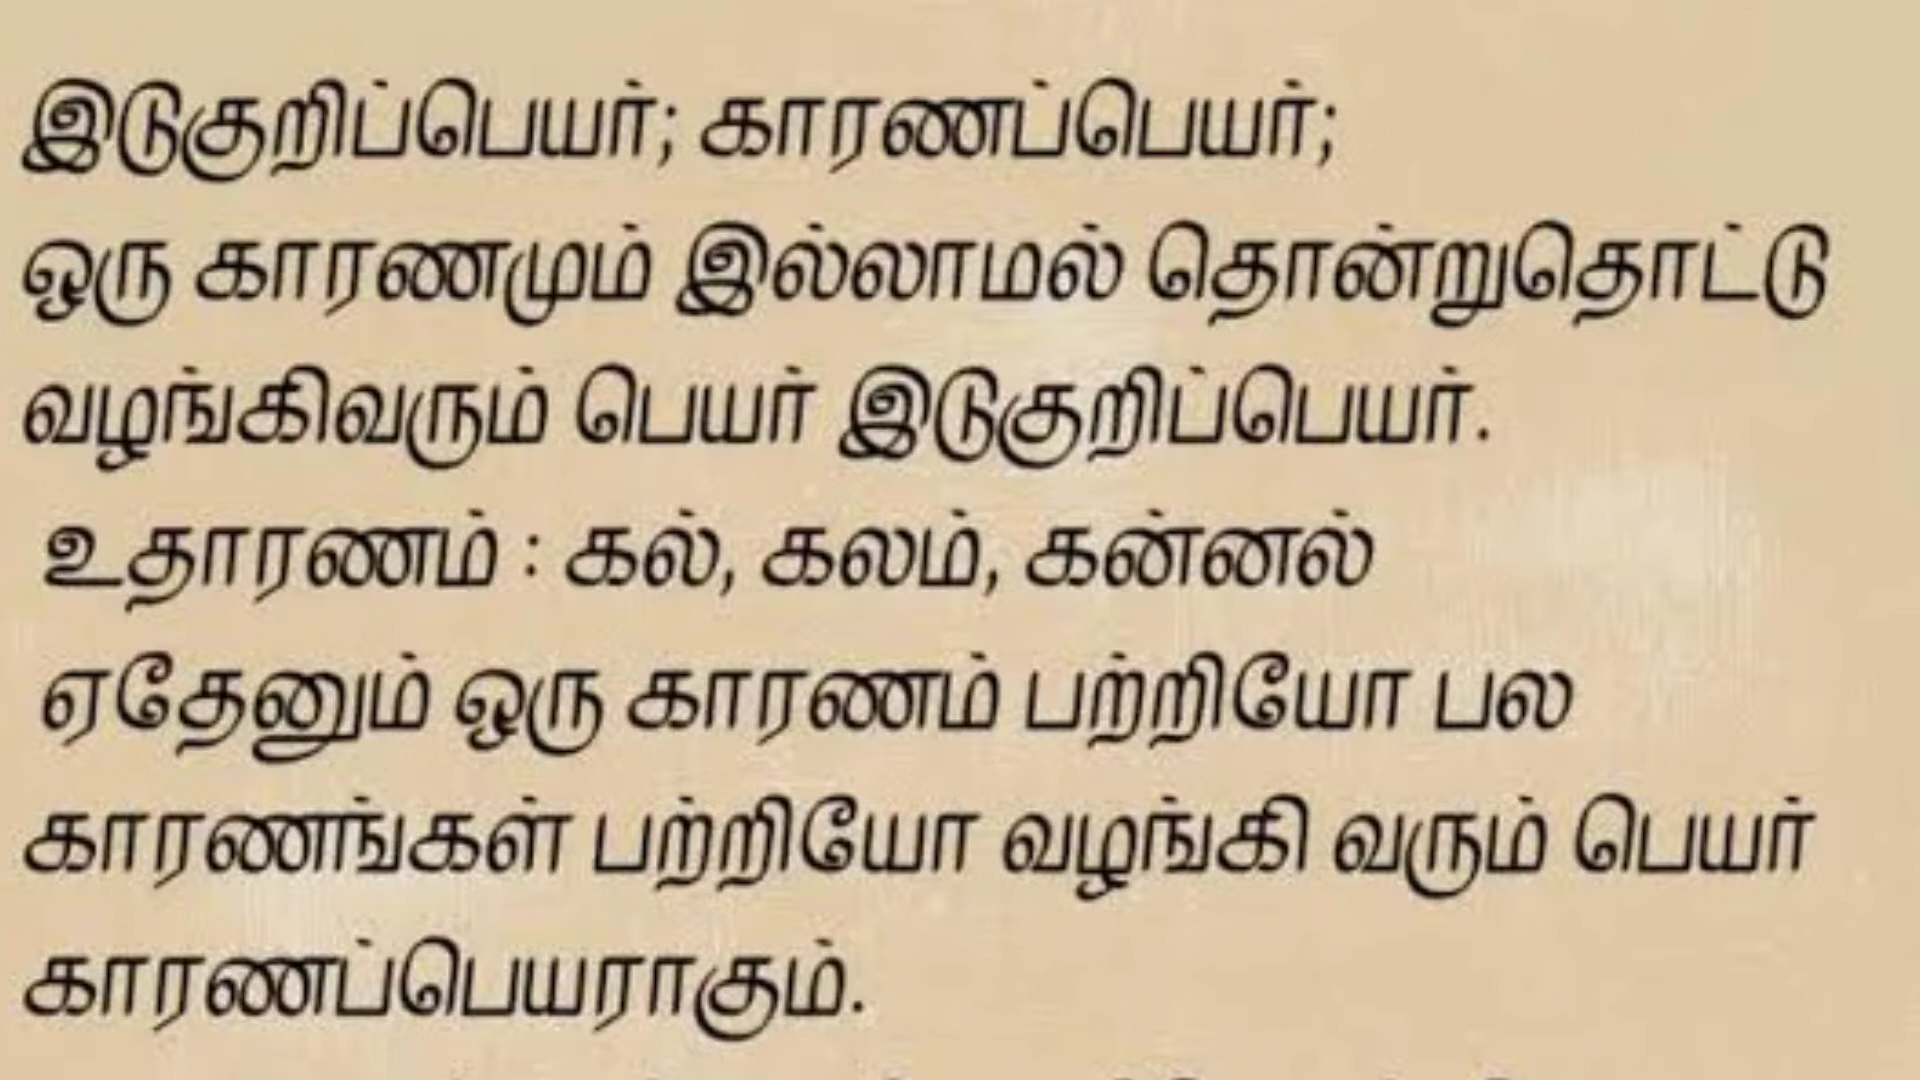 இடுகுறிப்பெயர்; காரணப்பெயர்;
ஒரு காரணமும் இல்லாமல் தொன்றுதொட்டு
வழங்கிவரும் பெயர் இடுகுறிப்பெயர்.
உதாரணம் : கல், கலம், கன்னல்
ஏதேனும் ஒரு காரணம் பற்றியோ பல
காரணங்கள் பற்றியோ வழங்கி வரும் பெயர்
காரணப்பெயராகும்.